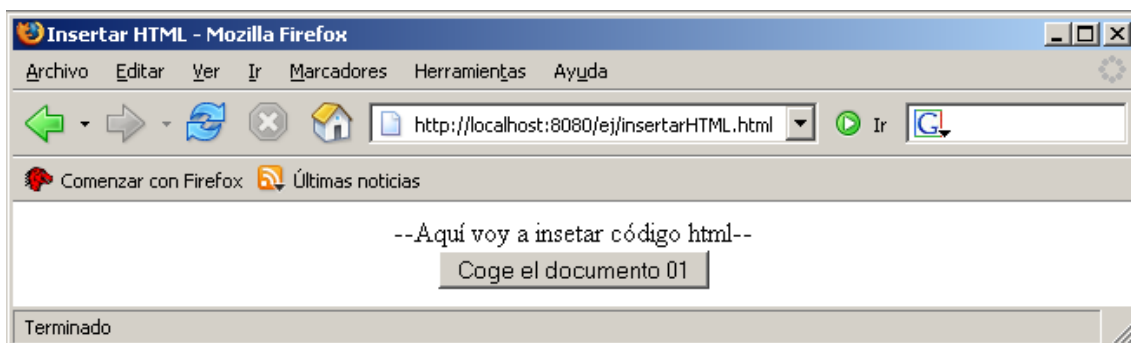 Insertar HTML - Mozilla Firefox
Archivo Editar Ver Ir Marcadores Herramientas Ayuda
http://localhost:8080/ej/insertarHTML.html Ir G
Comenzar con Firefox Últimas noticias
--Aquí voy a insetar código html--
Coge el documento 01
Terminado